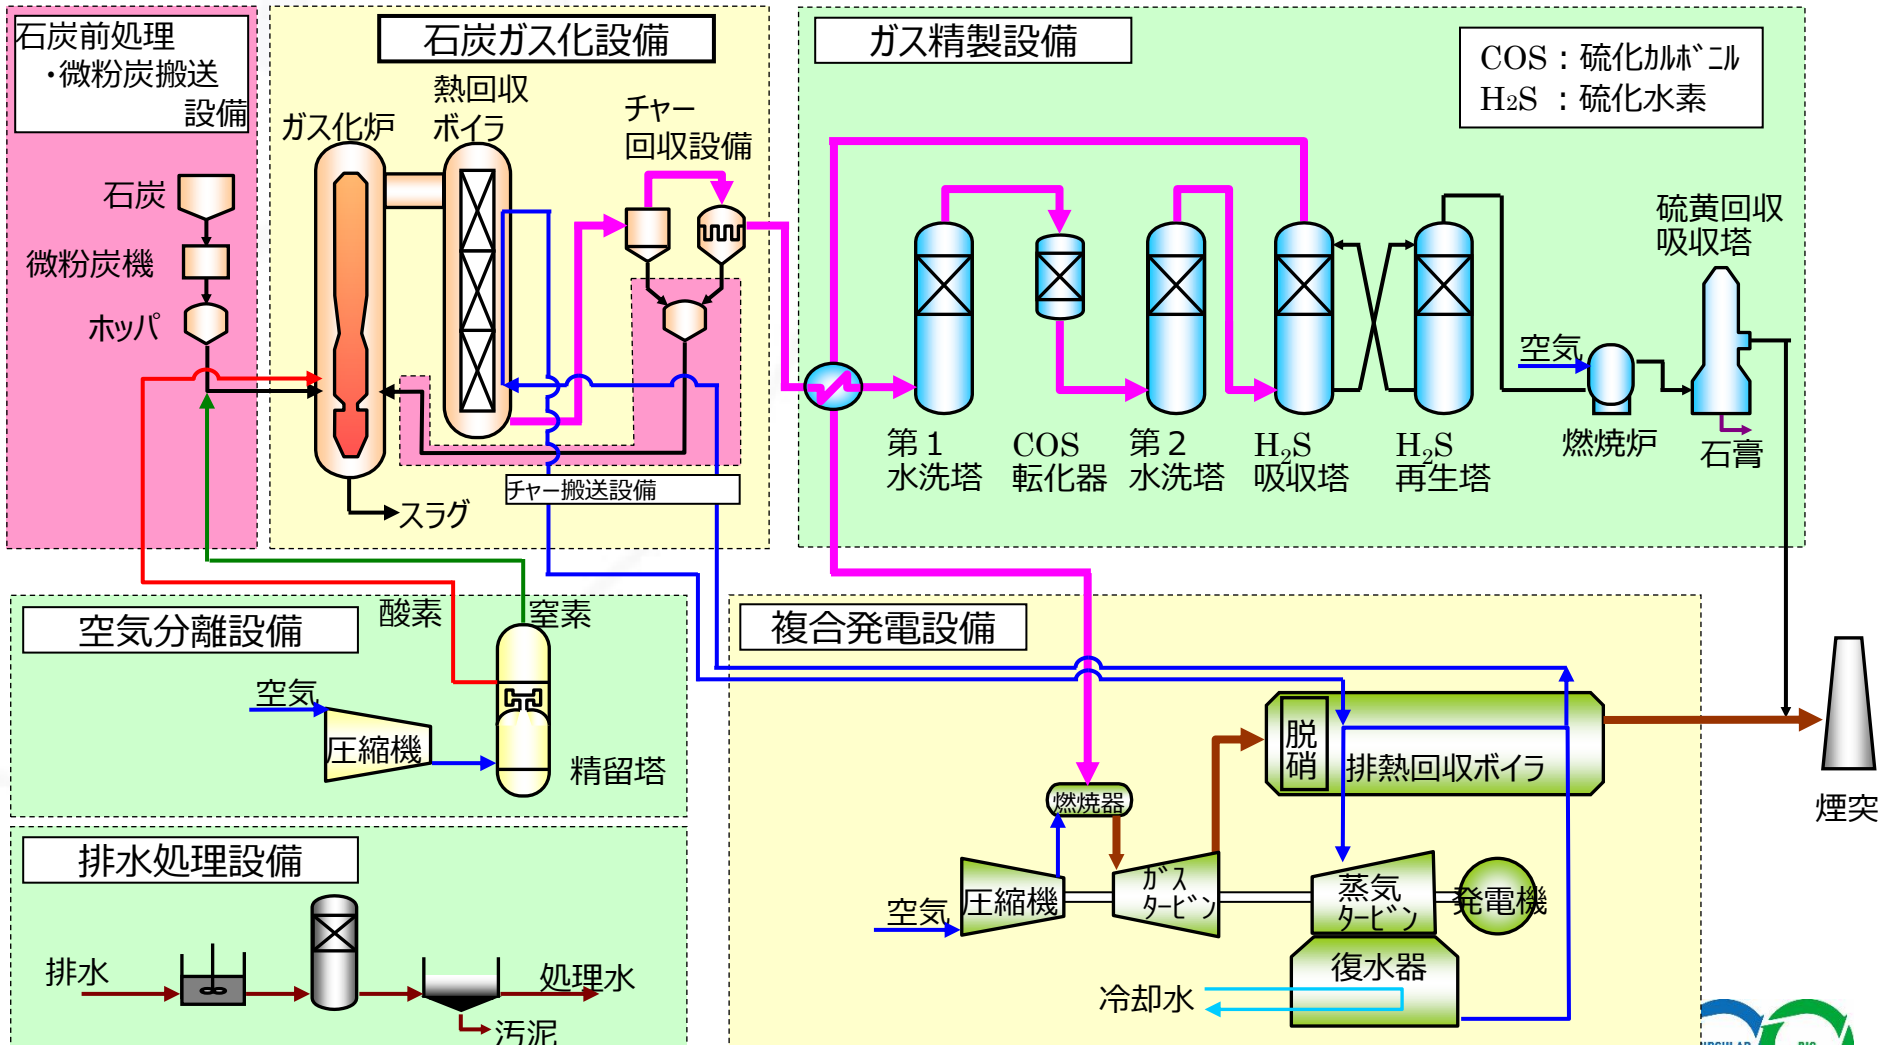 石炭前処理
・微粉炭搬送
設備
石炭ガス化設備
ガス精製設備
COS：硫化ｶﾙﾎﾞﾆﾙ
H₂S ：硫化水素
熱回収
ボイラ
ガス化炉
チャー
回収設備
石炭
微粉炭機
ホッパ
硫黄回収
吸収塔
空気
第１
水洗塔
COS
転化器
第２
水洗塔
H₂S
吸収塔
H₂S
再生塔
燃焼炉
石膏
チャー搬送設備
スラグ
空気分離設備
酸素
窒素
空気
圧縮機
精留塔
複合発電設備
脱硝
排熱回収ボイラ
煙突
燃焼器
空気
圧縮機
ｶﾞｽ
ﾀｰﾋﾞﾝ
蒸気
ﾀｰﾋﾞﾝ
発電機
復水器
冷却水
排水処理設備
排水
処理水
汚泥